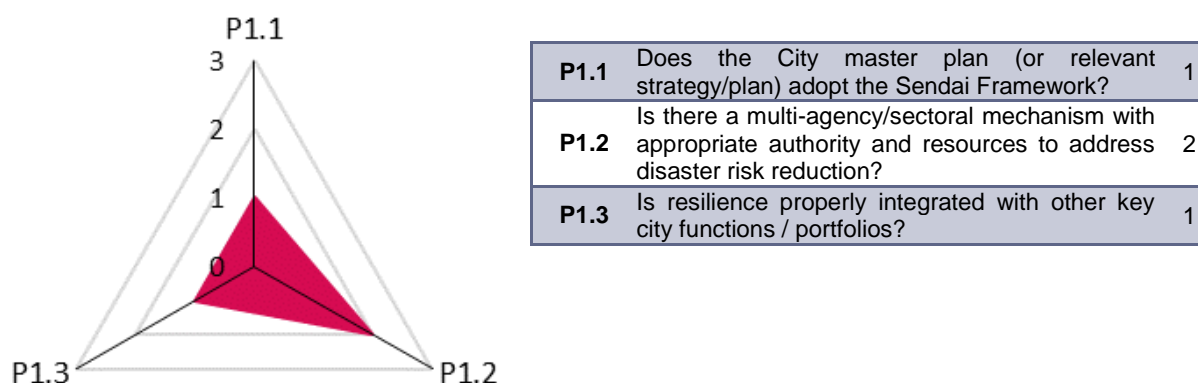 P1.1
3
2
1
0
P1.3
P1.2
P1.1 Does the City master plan (or relevant 1
strategy/plan) adopt the Sendai Framework?
Is there a multi-agency/sectoral mechanism with
P1.2 appropriate authority and resources to address 2
disaster risk reduction?
P1.3 Is resilience properly integrated with other key 1
city functions / portfolios?